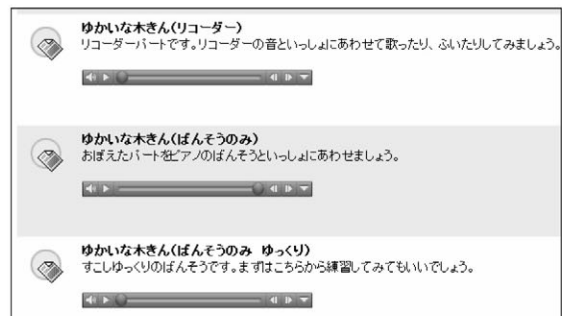 ゆかいな木きん(リコーダー)
リコーダーパートです。リコーダーの音といっしょにあわせて歌ったり、ふいたりしてみましょう。
ゆかいな木きん(ばんそうのみ)
おぼえたパートをピアノのばんそうといっしょにあわせましょう。
ゆかいな木きん(ばんそうのみ ゆっくり)
すこしゆっくりのばんそうです。まずはこちらから練習してみてもいいでしょう。